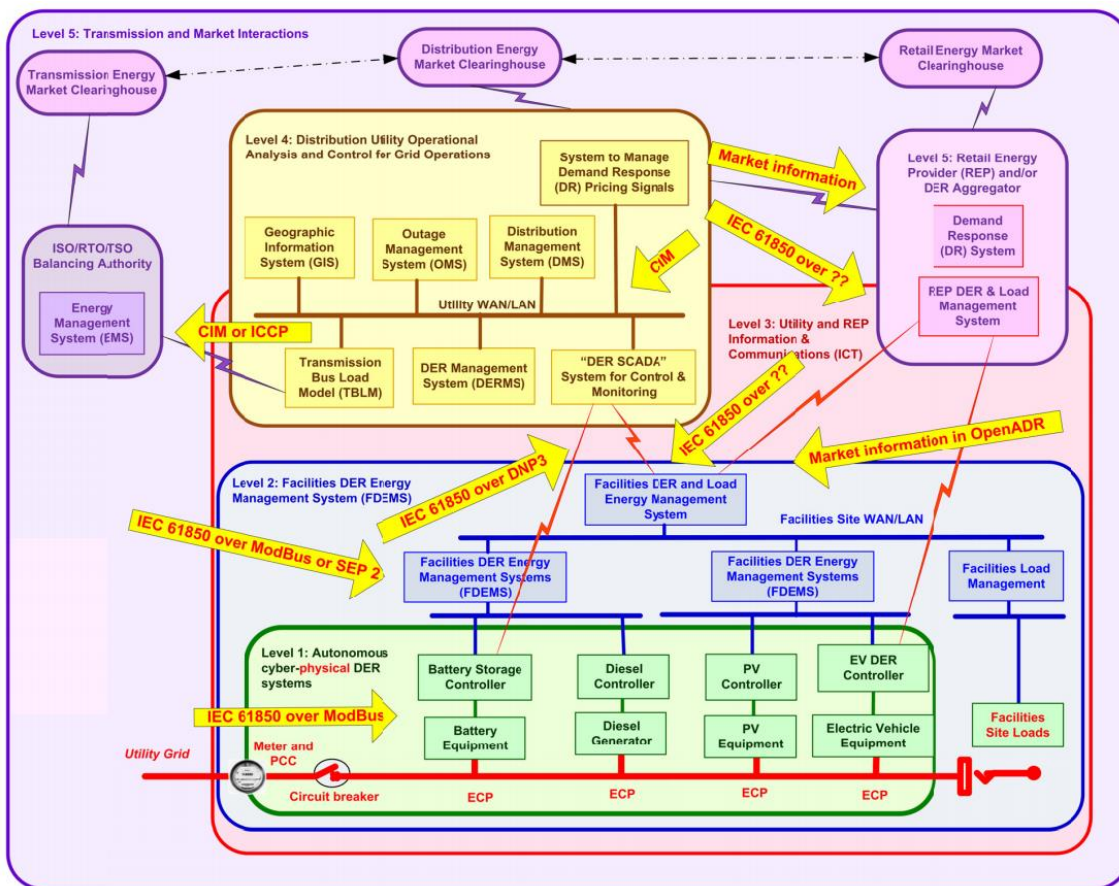 Level 5: Transmission and Market Interactions
Transmission Energy
Market Clearinghouse
Distribution Energy
Market Clearinghouse
Retail Energy Market
Clearinghouse
Level 4: Distribution Utility Operational
Analysis and Control for Grid Operations
System to Manage
Demand Response
(DR) Pricing Signals
Market information
Level 5: Retail Energy
Provider (REP) and/or
DER Aggregator
Demand
Response
(DR) System
REP DER & Load
Management
System
ISO/RTO/TSO
Balancing Authority
Energy
Management
System (EMS)
Geographic
Information
System (GIS)
Outage
Management
System (OMS)
Distribution
Management
System (DMS)
CIM
IEC 61850 over ??
Utility WAN/LAN
CIM or ICCP
Transmission
Bus Load
Model (TBLM)
DER Management
System (DERMS)
“DER SCADA”
System for Control &
Monitoring
Level 3: Utility and REP
Information &
Communications (ICT)
IEC 61850 over ??
Market information in OpenADR
Level 2: Facilities DER Energy
Management System (FDEMS)
IEC 61850 over DNP3
Facilities DER and Load
Energy Management
System
IEC 61850 over ModBus or SEP 2
Facilities Site WAN/LAN
Facilities DER Energy
Management Systems
(FDEMS)
Facilities DER Energy
Management Systems
(FDEMS)
Facilities Load
Management
Level 1: Autonomous
cyber-physical DER
systems
Battery Storage
Controller
Diesel
Controller
PV
Controller
EV DER
Controller
IEC 61850 over ModBus
Battery
Equipment
Diesel
Generator
PV
Equipment
Electric Vehicle
Equipment
Facilities
Site Loads
Utility Grid
Meter and
PCC
Circuit breaker
ECP
ECP
ECP
ECP